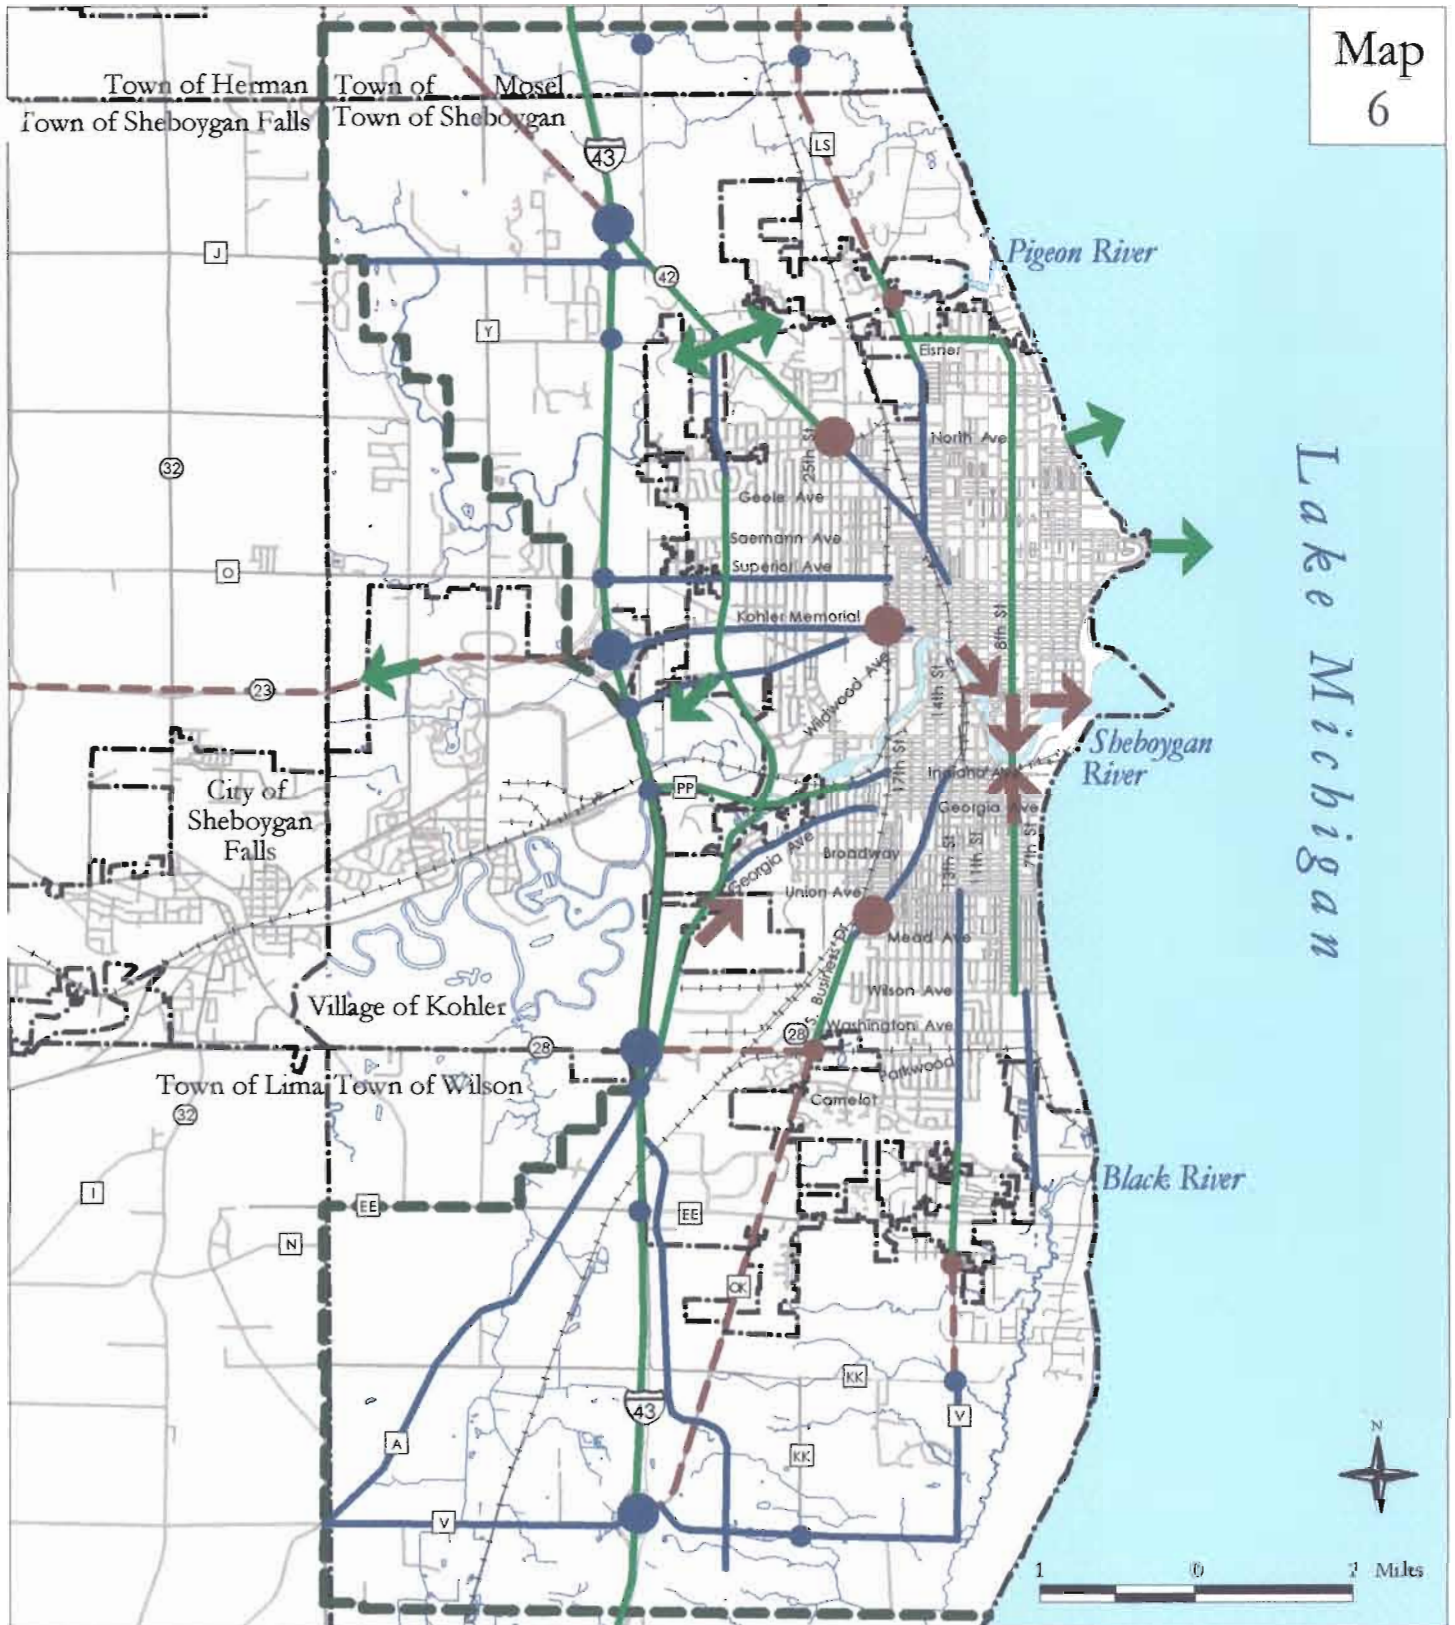 Map
6
Town of Herman
Town of Mosel
Town of Sheboygan Falls
Town of Sheboygan
43
LS
J
Pigeon River
42
Y
Eisner
32
25th St
North Ave
Geele Ave
Lake Michigan
Saemann Ave
O
Superior Ave
Kohler Memorial
8th St
23
Wildwood Ave
14th St
Sheboygan
River
17th St
Indiana Ave
PP
City of
Sheboygan
Falls
Georgia Ave
Georgia Ave
Broadway
13th St
11th St
7th St
Union Ave
Mead Ave
S. Business Dr
Wilson Ave
Village of Kohler
28
Washington Ave
28
Parkwood
Town of Lima
Town of Wilson
Camelot
32
Black River
I
EE
EE
N
OK
KK
43
V
A
KK
N
V
1 0 1 Miles